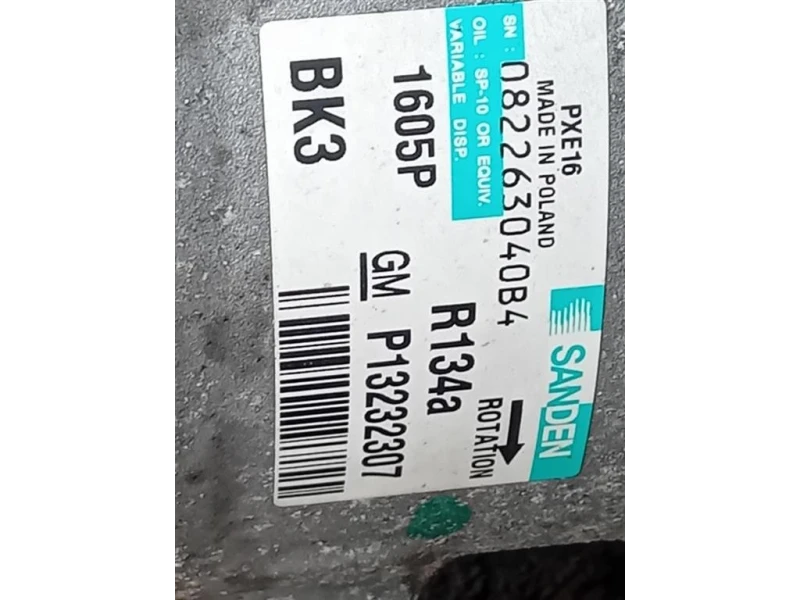 PXE16
SANDEN
MADE IN POLAND
SN : 0822263040B4
OIL : SP-10 OR EQUIV.
VARIABLE DISP.
ROTATION
1605P
R134a
BK3
GM P13232307